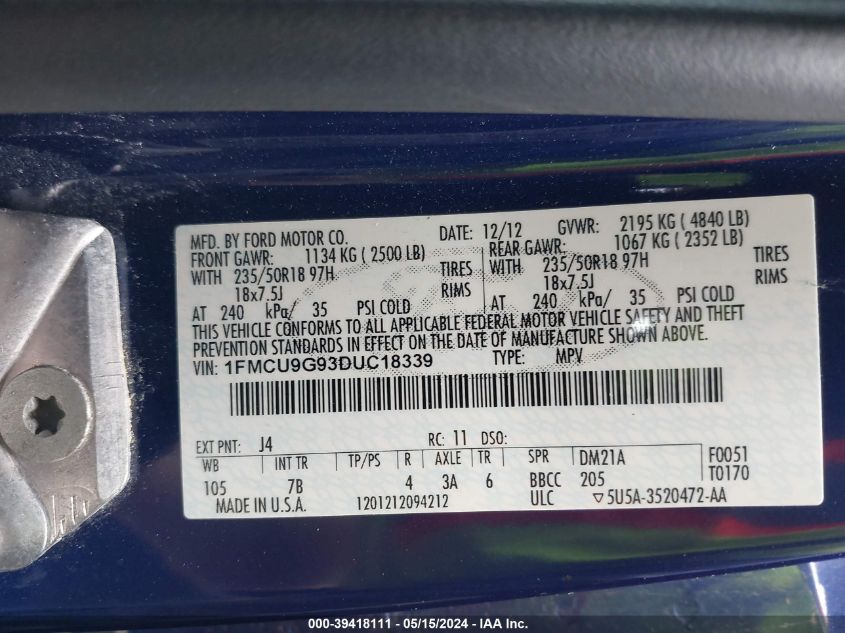 MFD. BY FORD MOTOR CO.
DATE: 12/12 GVWR: 2195 KG ( 4840 LB)
FRONT GAWR: 1134 KG ( 2500 LB) REAR GAWR: 1067 KG ( 2352 LB)
WITH 235/50R18 97H TIRES WITH 235/50R18 97H TIRES
18x7.5J RIMS 18x7.5J RIMS
AT 240 kPa/ 35 PSI COLD AT 240 kPa/ 35 PSI COLD
THIS VEHICLE CONFORMS TO ALL APPLICABLE FEDERAL MOTOR VEHICLE SAFETY AND THEFT
PREVENTION STANDARDS IN EFFECT ON THE DATE OF MANUFACTURE SHOWN ABOVE.
VIN: 1FMCU9G93DUC18339 TYPE: MPV
EXT PNT: J4 RC: 11 DSO:
WB INT TR TP/PS R AXLE TR SPR DM21A F0051
105 7B 4 3A 6 BBCC 205 T0170
MADE IN U.S.A. 1201212094212 ULC 5U5A-3520472-AA
000-39418111 - 05/15/2024 - IAAI Inc.